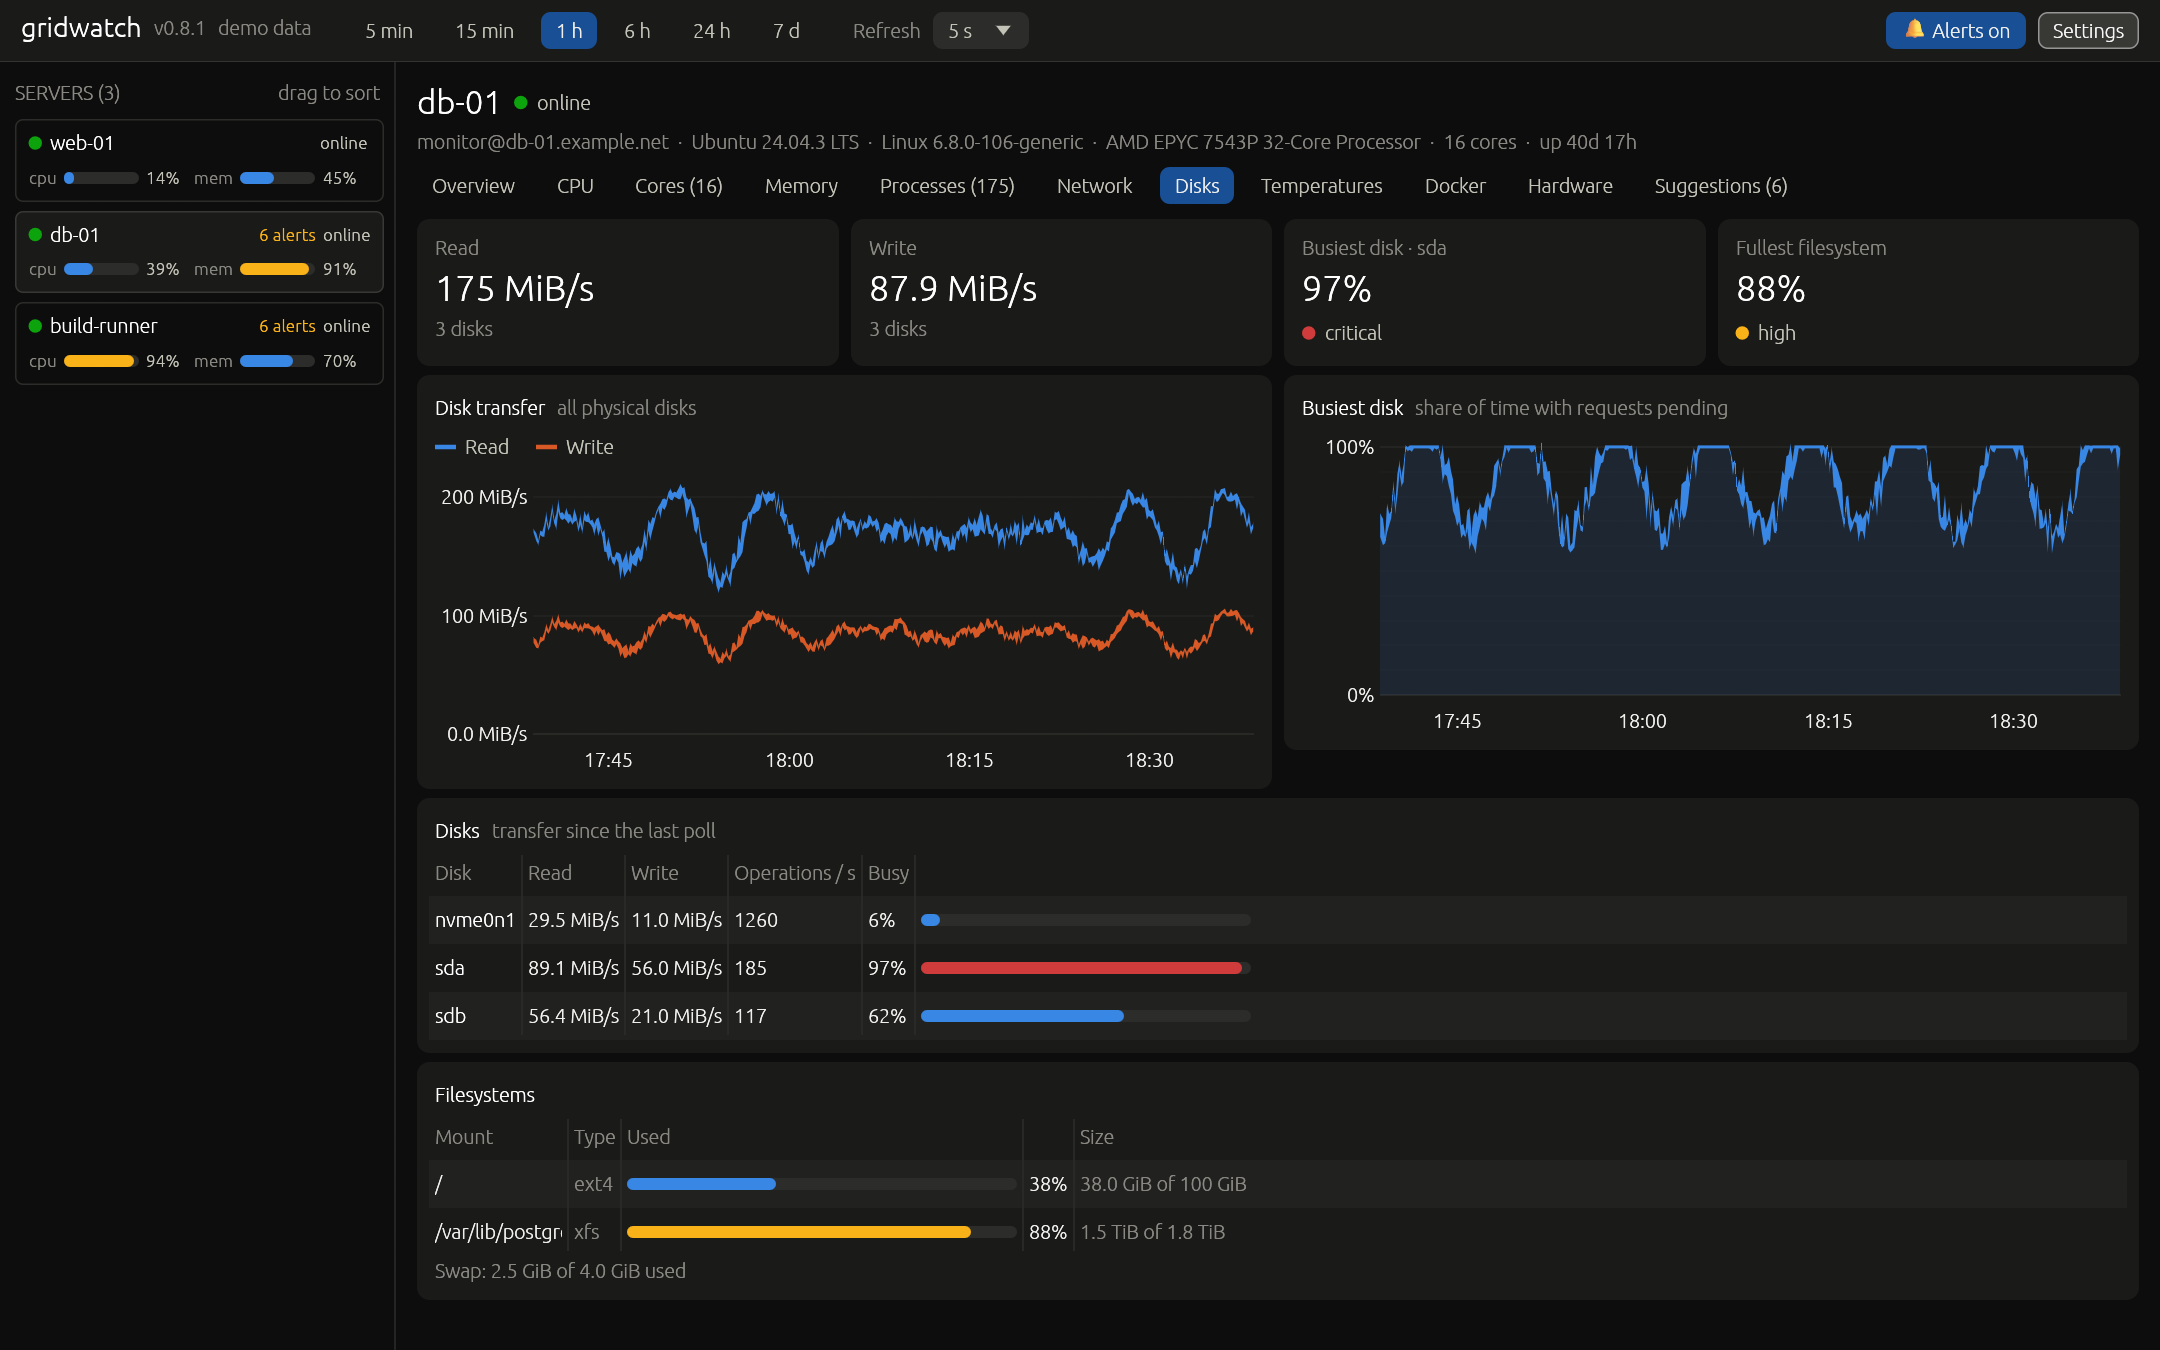 gridwatch v0.8.1 demo data 5 min 15 min 1 h 6 h 24 h 7 d Refresh 5 s Alerts on Settings
SERVERS (3) drag to sort
web-01 online
cpu 14% mem 45%
db-01 6 alerts online
cpu 39% mem 91%
build-runner 6 alerts online
cpu 94% mem 70%
db-01 online
monitor@db-01.example.net · Ubuntu 24.04.3 LTS · Linux 6.8.0-106-generic · AMD EPYC 7543P 32-Core Processor · 16 cores · up 40d 17h
Overview CPU Cores (16) Memory Processes (175) Network Disks Temperatures Docker Hardware Suggestions (6)
Read
175 MiB/s
3 disks
Write
87.9 MiB/s
3 disks
Busiest disk · sda
97%
critical
Fullest filesystem
88%
high
Disk transfer all physical disks
Read Write
200 MiB/s
100 MiB/s
0.0 MiB/s
17:45 18:00 18:15 18:30
Busiest disk share of time with requests pending
100%
0%
17:45 18:00 18:15 18:30
Disks transfer since the last poll
Disk Read Write Operations / s Busy
nvme0n1 29.5 MiB/s 11.0 MiB/s 1260 6%
sda 89.1 MiB/s 56.0 MiB/s 185 97%
sdb 56.4 MiB/s 21.0 MiB/s 117 62%
Filesystems
Mount Type Used Size
/ ext4 38% 38.0 GiB of 100 GiB
/var/lib/postgr xfs 88% 1.5 TiB of 1.8 TiB
Swap: 2.5 GiB of 4.0 GiB used